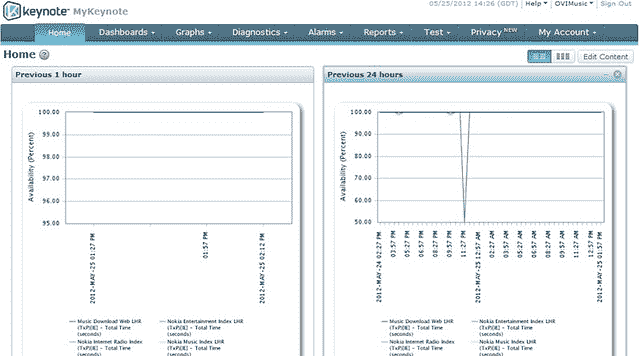 keynote MyKeynote
05/25/2012 14:26 (GDT) Help OVIMusic Sign Out
Home Dashboards Graphs Diagnostics Alarms Reports Test Privacy NEW My Account
Home
Edit Content
Previous 1 hour
Previous 24 hours
Availability (Percent)
100.00
99.00
98.00
97.00
96.00
95.00
2012-MAY-25 01:27 PM
01:57 PM
2012-MAY-25 02:12 PM
Music Download Web LHR
(TxP)[IE] - Total Time
(seconds)
Nokia Entertainment Index LHR
(TxP)[IE] - Total Time
(seconds)
Nokia Internet Radio Index
LHR (TxP)[IE] - Total Time
Nokia Music Index LHR
(TxP)[IE] - Total Time
Availability (Percent)
100.00
90.00
80.00
70.00
60.00
50.00
2012-MAY-24 02:27 PM
03:57 PM
05:27 PM
06:57 PM
08:27 PM
09:57 PM
11:27 PM
2012-MAY-25 12:57 AM
02:27 AM
03:57 AM
05:27 AM
06:57 AM
08:27 AM
09:57 AM
11:27 AM
12:57 PM
2012-MAY-25 01:57 PM
Music Download Web LHR
(TxP)[IE] - Total Time
(seconds)
Nokia Entertainment Index LHR
(TxP)[IE] - Total Time
(seconds)
Nokia Internet Radio Index
LHR (TxP)[IE] - Total Time
Nokia Music Index LHR
(TxP)[IE] - Total Time